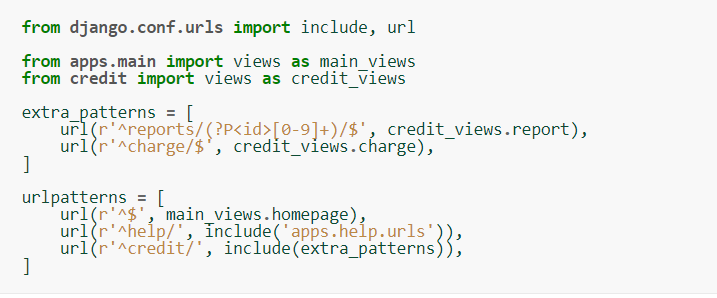 from django.conf.urls import include, url
from apps.main import views as main_views
from credit import views as credit_views
extra_patterns = [
    url(r'^reports/(?P<id>[0-9]+)/$', credit_views.report),
    url(r'^charge/$', credit_views.charge),
]
urlpatterns = [
    url(r'^$', main_views.homepage),
    url(r'^help/', include('apps.help.urls')),
    url(r'^credit/', include(extra_patterns)),
]